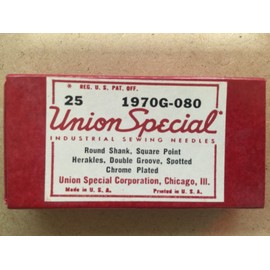 REG. U. S. PAT. OFF.
25 1970G-080
Union Special
INDUSTRIAL SEWING NEEDLES
Round Shank, Square Point
Herakles, Double Groove, Spotted
Chrome Plated
Union Special Corporation, Chicago, Ill.
Made in U. S. A. Printed in U. S. A.